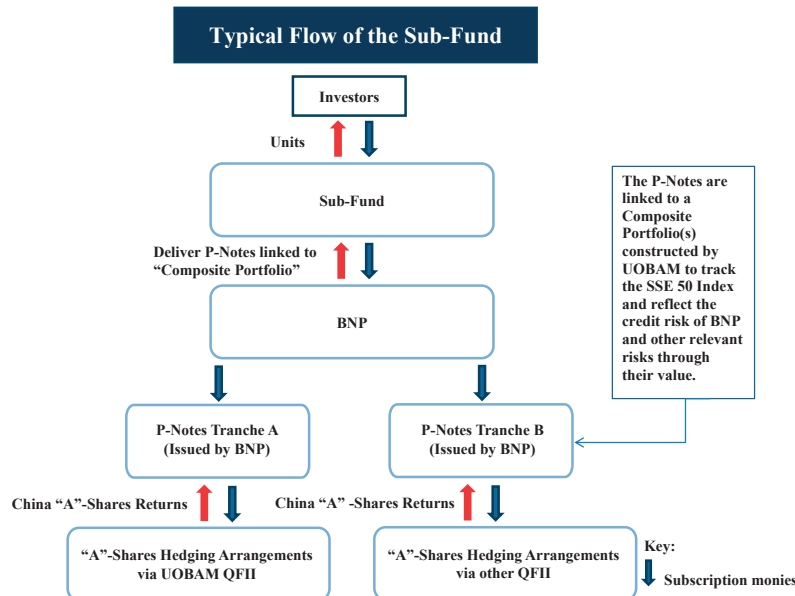 Typical Flow of the Sub-Fund
Investors
Units
Sub-Fund
Deliver P-Notes linked to
“Composite Portfolio”
BNP
The P-Notes are
linked to a
Composite
Portfolio(s)
constructed by
UOBAM to track
the SSE 50 Index
and reflect the
credit risk of BNP
and other relevant
risks through
their value.
P-Notes Tranche A
(Issued by BNP)
P-Notes Tranche B
(Issued by BNP)
China “A”-Shares Returns
China “A” -Shares Returns
“A”-Shares Hedging Arrangements
via UOBAM QFII
“A”-Shares Hedging Arrangements
via other QFII
Key:
Subscription monies